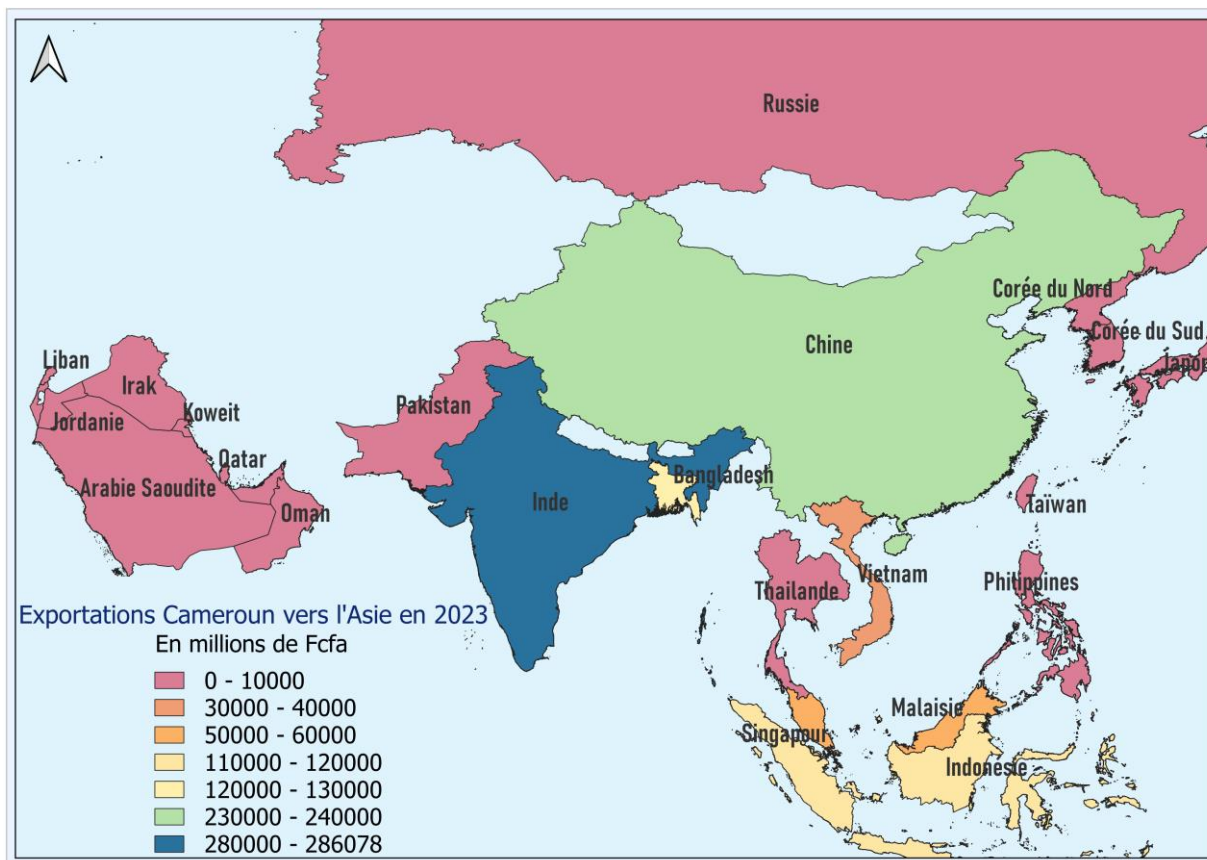 Russie
Corée du Nord
Corée du Sud
Japon
Chine
Liban
Irak
Jordanie
Koweit
Pakistan
Qatar
Arabie Saoudite
Oman
Inde
Bangladesh
Taïwan
Vietnam
Thailande
Philippines
Malaisie
Singapour
Indonésie
Exportations Cameroun vers l'Asie en 2023
En millions de Fcfa
0 - 10000
30000 - 40000
50000 - 60000
110000 - 120000
120000 - 130000
230000 - 240000
280000 - 286078